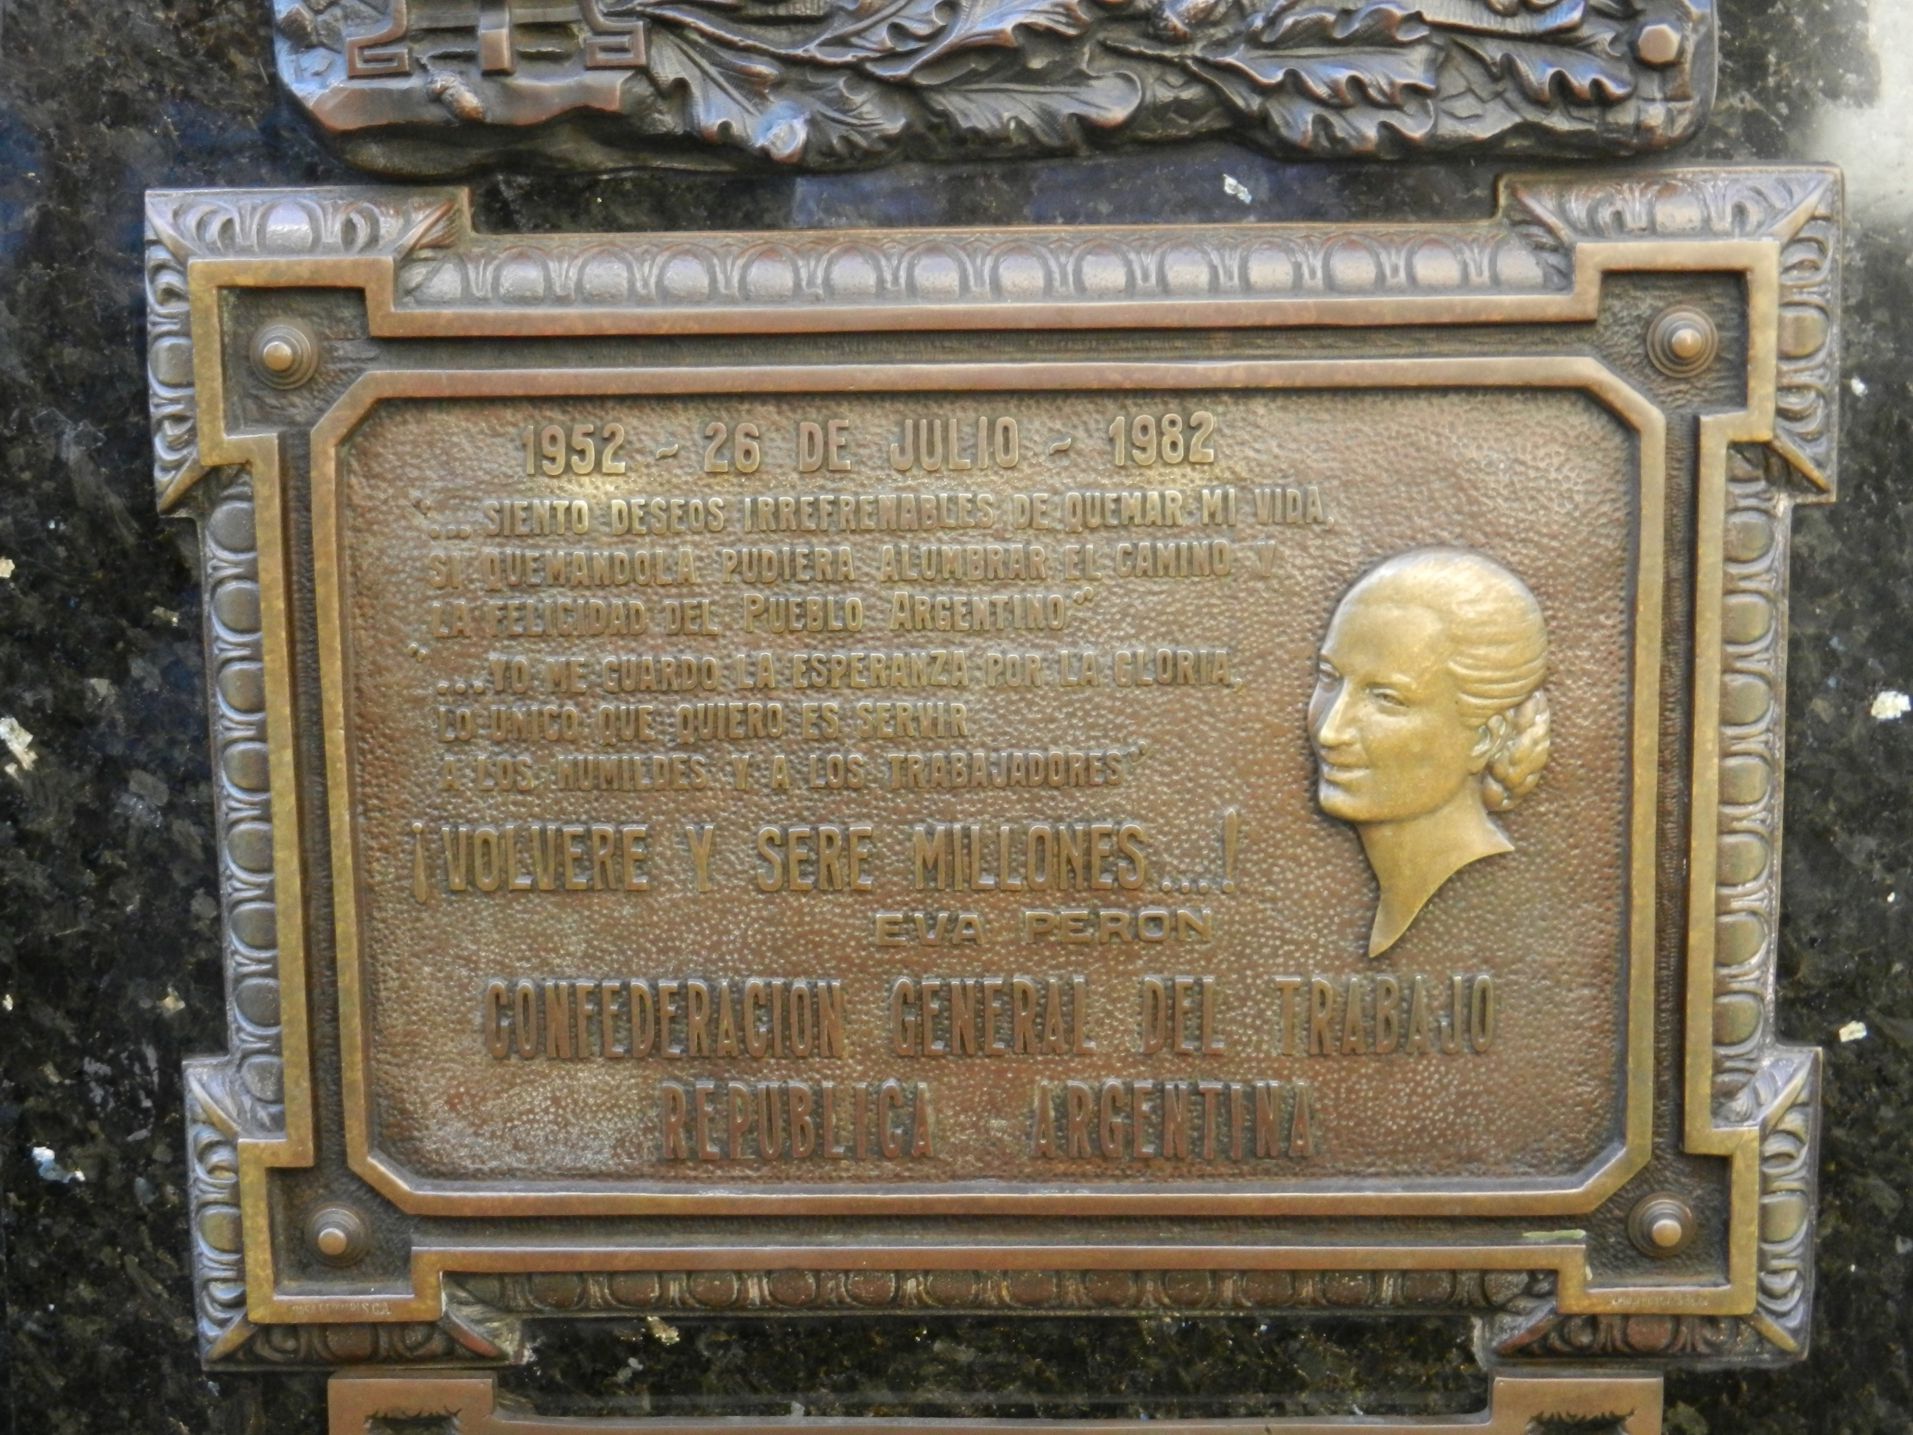 1952 - 26 DE JULIO - 1982
"...SIENTO DESEOS IRREFRENABLES DE QUEMAR MI VIDA,
SI QUEMANDOLA PUDIERA ALUMBRAR EL CAMINO Y
LA FELICIDAD DEL PUEBLO ARGENTINO"
"...YO ME GUARDO LA ESPERANZA POR LA GLORIA,
LO UNICO QUE QUIERO ES SERVIR
A LOS HUMILDES Y A LOS TRABAJADORES"
¡VOLVERE Y SERE MILLONES....!
EVA PERON
CONFEDERACION GENERAL DEL TRABAJO
REPUBLICA ARGENTINA